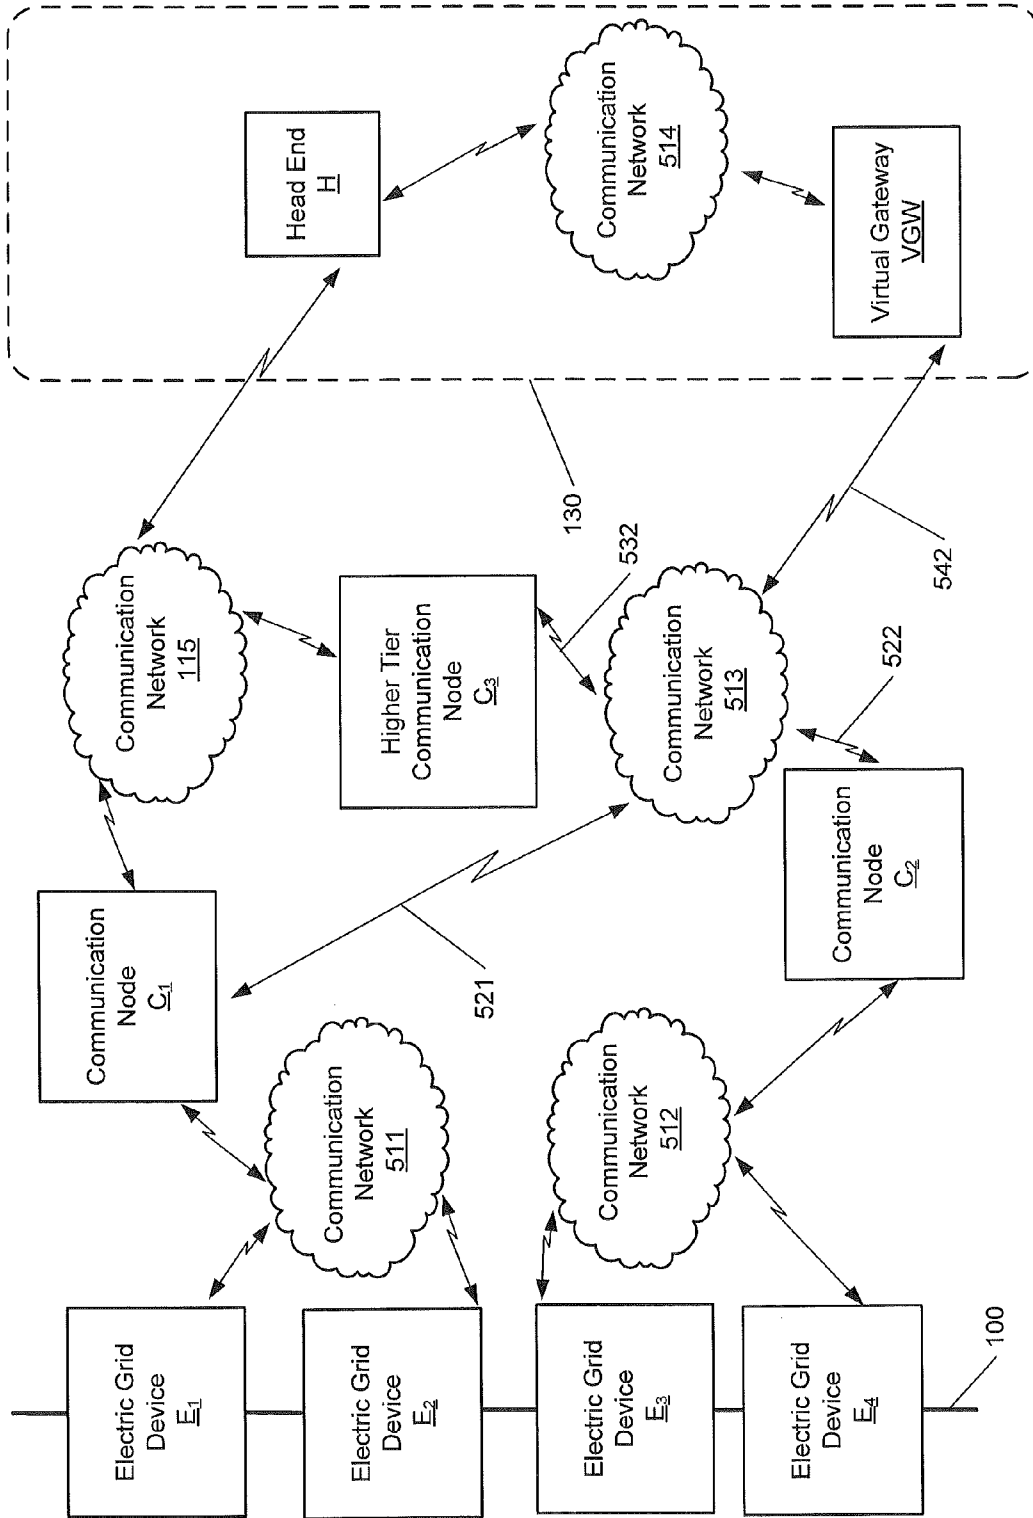 Electric Grid
Device
E1
Electric Grid
Device
E2
Electric Grid
Device
E3
Electric Grid
Device
E4
100
Communication
Network
511
Communication
Network
512
Communication
Node
C1
521
Communication
Node
C2
522
Communication
Network
115
Higher Tier
Communication
Node
C3
532
Communication
Network
513
542
130
Head End
H
Communication
Network
514
Virtual Gateway
VGW